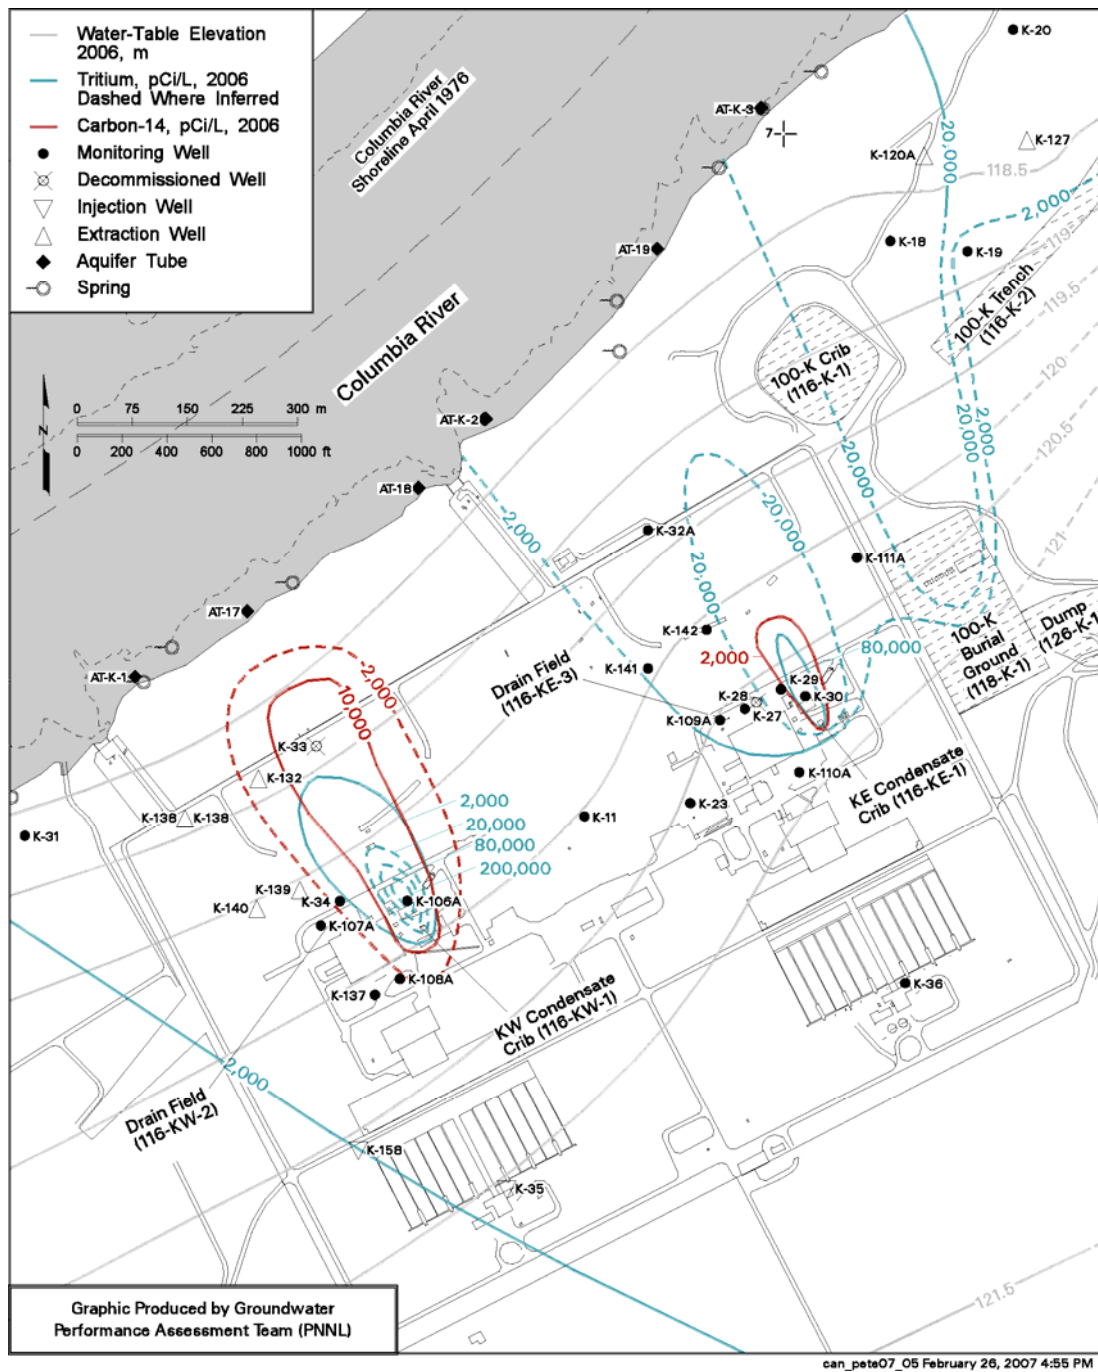 Water-Table Elevation
2006, m
Tritium, pCi/L, 2006
Dashed Where Inferred
Carbon-14, pCi/L, 2006
Monitoring Well
Decommissioned Well
Injection Well
Extraction Well
Aquifer Tube
Spring
Columbia River
Shoreline April 1976
Columbia River
N
0 75 150 225 300 m
0 200 400 600 800 1000 ft
K-20
AT-K-3
7
K-120A
K-127
20,000
118.5
2,000
K-18
K-19
119
AT-19
119.5
100-K Trench
(116-K-2)
100-K Crib
(116-K-1)
120
AT-K-2
120.5
20,000
2,000
20,000
AT-18
2,000
20,000
K-32A
121
K-111A
20,000
AT-17
K-142
2,000
80,000
100-K
Burial
Ground
(118-K-1)
Dump
(126-K-1
Drain Field
(116-KE-3)
K-141
K-29
K-28
K-30
K-27
K-109A
AT-K-1
2,000
10,000
K-33
K-132
K-110A
KE Condensate
Crib (116-KE-1)
K-138
K-138
2,000
20,000
80,000
200,000
K-11
K-23
K-31
K-139
K-34
K-106A
K-140
K-107A
K-108A
K-137
K-36
KW Condensate
Crib (116-KW-1)
2,000
Drain Field
(116-KW-2)
K-158
K-35
121.5
Graphic Produced by Groundwater
Performance Assessment Team (PNNL)
can_pete07_05 February 26, 2007 4:55 PM